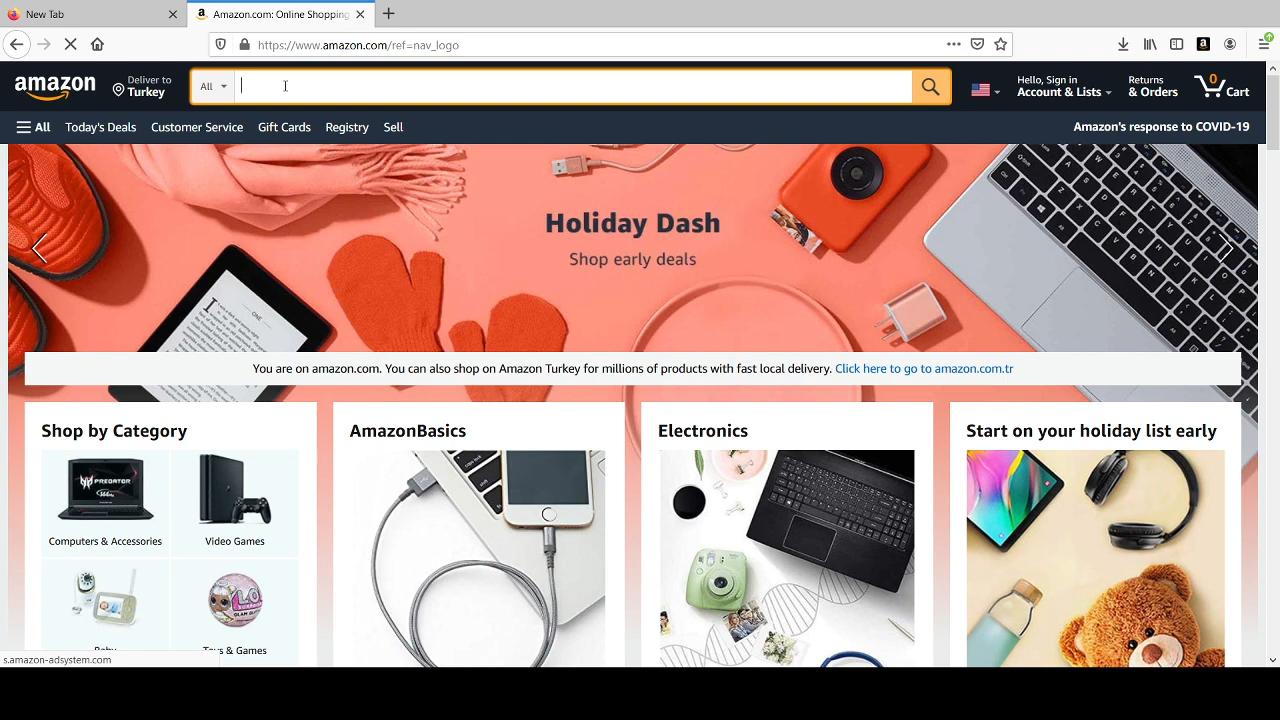 New Tab
Amazon.com: Online Shopping
https://www.amazon.com/ref=nav_logo
amazon
Deliver to
Turkey
All
Hello, Sign in
Account & Lists
Returns
& Orders
0
Cart
All
Today's Deals
Customer Service
Gift Cards
Registry
Sell
Amazon's response to COVID-19
Holiday Dash
Shop early deals
You are on amazon.com. You can also shop on Amazon Turkey for millions of products with fast local delivery. Click here to go to amazon.com.tr
Shop by Category
AmazonBasics
Electronics
Start on your holiday list early
PREDATOR
Computers & Accessories
Video Games
Baby
Toys & Games
s.amazon-adsystem.com